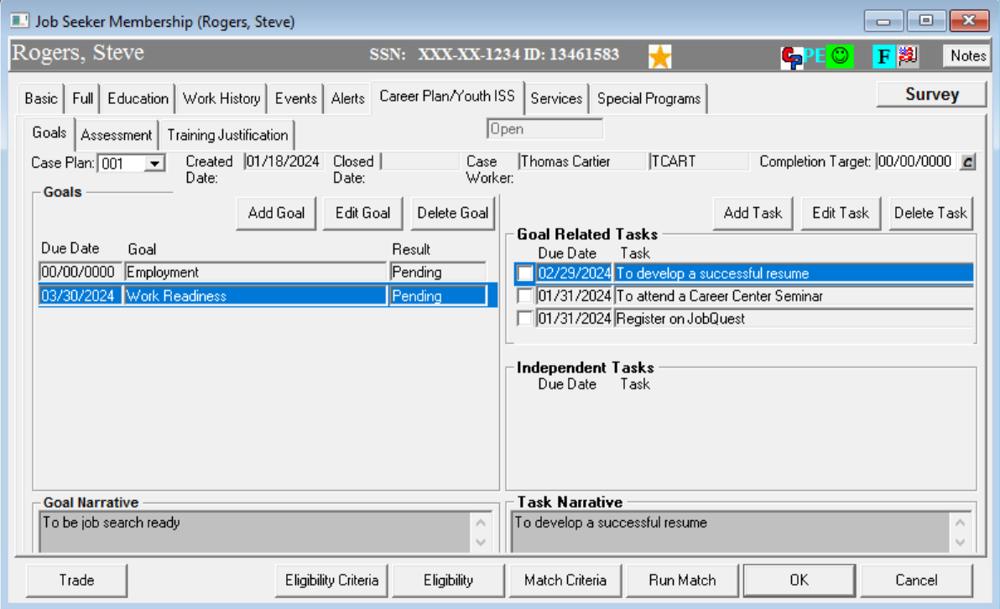 Job Seeker Membership (Rogers, Steve)
Rogers, Steve SSN: XXX-XX-1234 ID: 13461583 CP PE F Notes
Basic Full Education Work History Events Alerts Career Plan/Youth ISS Services Special Programs Survey
Goals Assessment Training Justification Open
Case Plan: 001 Created Date: 01/18/2024 Closed Date: Case Worker: Thomas Cartier TCART Completion Target: 00/00/0000 C
Goals
Add Goal Edit Goal Delete Goal
Due Date Goal Result
00/00/0000 Employment Pending
03/30/2024 Work Readiness Pending
Add Task Edit Task Delete Task
Goal Related Tasks
Due Date Task
02/29/2024 To develop a successful resume
01/31/2024 To attend a Career Center Seminar
01/31/2024 Register on JobQuest
Independent Tasks
Due Date Task
Goal Narrative
To be job search ready
Task Narrative
To develop a successful resume
Trade Eligibility Criteria Eligibility Match Criteria Run Match OK Cancel